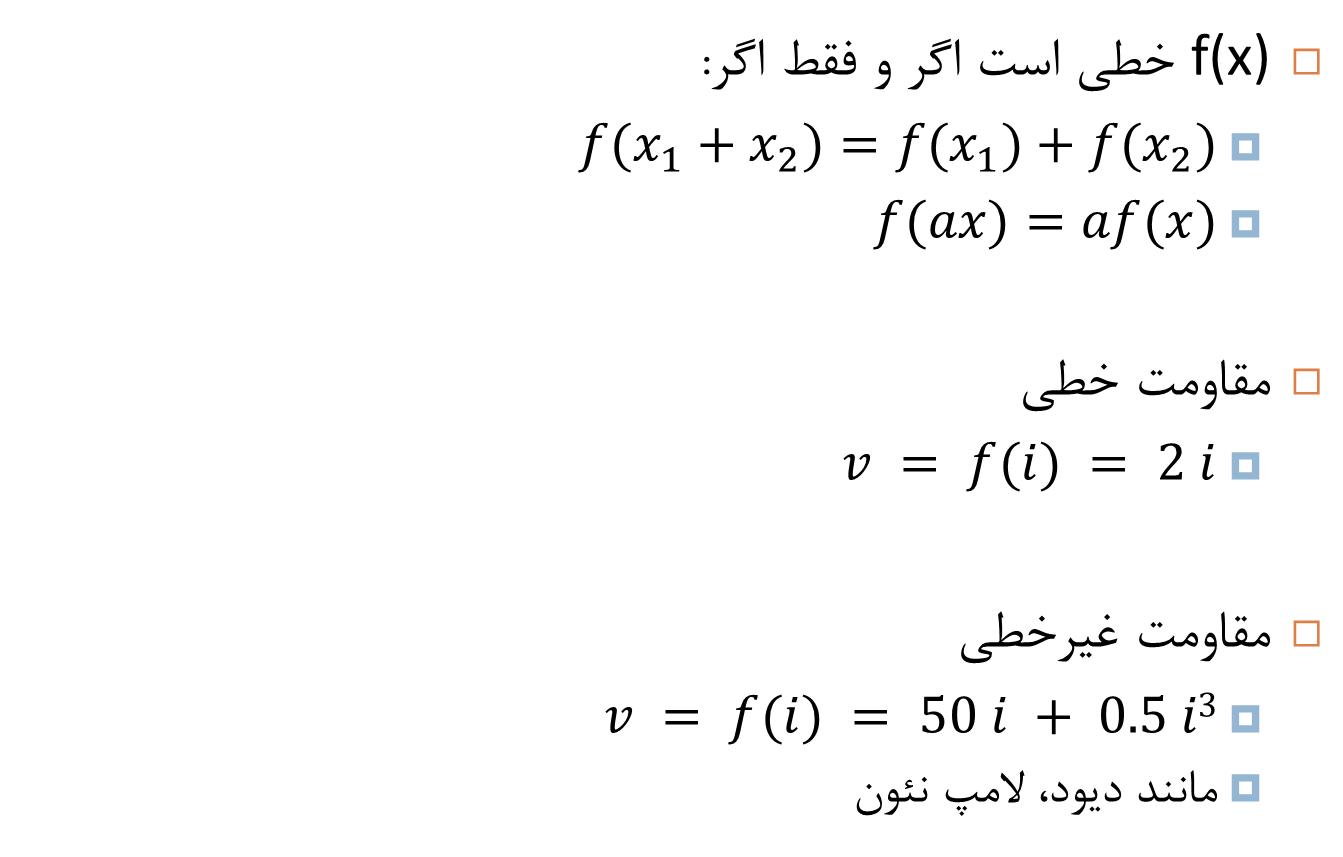 f(x) خطی است اگر و فقط اگر:
f(x₁ + x₂) = f(x₁) + f(x₂)
f(ax) = af(x)
مقاومت خطی
v = f(i) = 2 i
مقاومت غیرخطی
v = f(i) = 50 i + 0.5 i³
مانند دیود، لامپ نئون